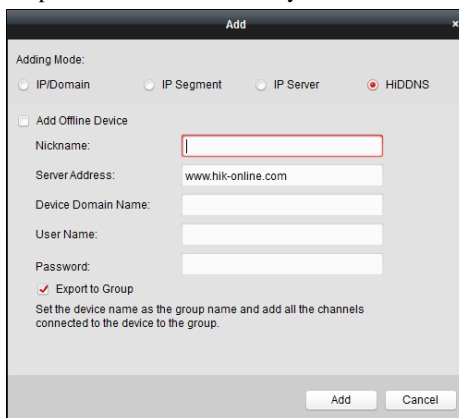 Add ×
Adding Mode:
IP/Domain IP Segment IP Server HiDDNS
Add Offline Device
Nickname:
Server Address: www.hik-online.com
Device Domain Name:
User Name:
Password:
Export to Group
Set the device name as the group name and add all the channels
connected to the device to the group.
Add Cancel